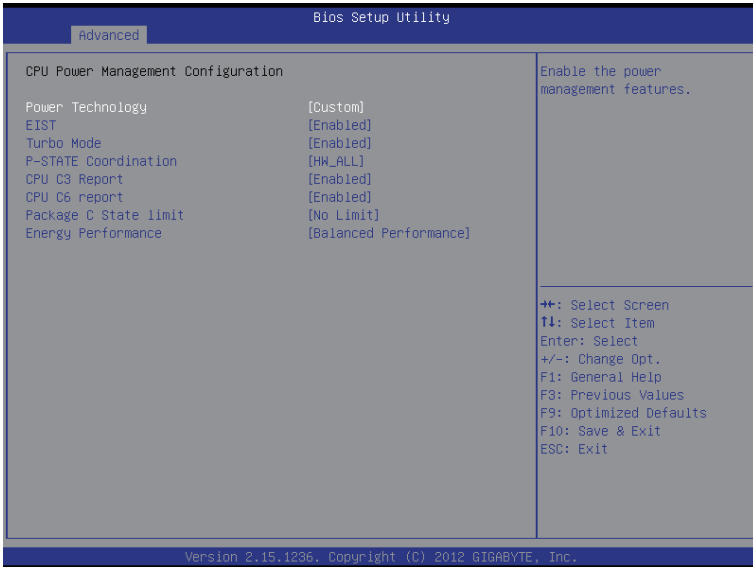 Bios Setup Utility
Advanced
CPU Power Management Configuration
Power Technology [Custom]
EIST [Enabled]
Turbo Mode [Enabled]
P-STATE Coordination [HW_ALL]
CPU C3 Report [Enabled]
CPU C6 report [Enabled]
Package C State limit [No Limit]
Energy Performance [Balanced Performance]
Enable the power
management features.
→←: Select Screen
↑↓: Select Item
Enter: Select
+/-: Change Opt.
F1: General Help
F3: Previous Values
F9: Optimized Defaults
F10: Save & Exit
ESC: Exit
Version 2.15.1236. Copyright (C) 2012 GIGABYTE, Inc.